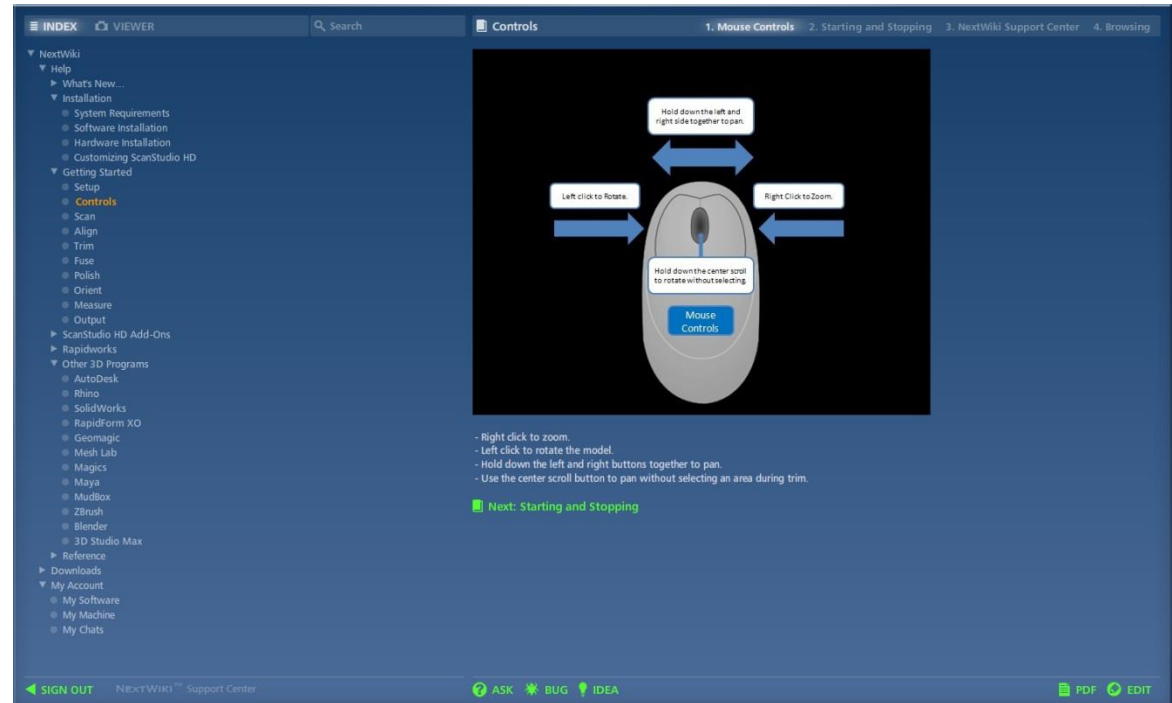 INDEX VIEWER Search
Controls 1. Mouse Controls 2. Starting and Stopping 3. NextWiki Support Center 4. Browsing
NextWiki
Help
What's New...
Installation
System Requirements
Software Installation
Hardware Installation
Customizing ScanStudio HD
Getting Started
Setup
Controls
Scan
Align
Trim
Fuse
Polish
Orient
Measure
Output
ScanStudio HD Add-Ons
Rapidworks
Other 3D Programs
AutoDesk
Rhino
SolidWorks
RapidForm XO
Geomagic
Mesh Lab
Magics
Maya
MudBox
ZBrush
Blender
3D Studio Max
Reference
Downloads
My Account
My Software
My Machine
My Chats
Hold down the left and
right side together to pan.
Left click to Rotate.
Right Click to Zoom.
Hold down the center scroll
to rotate without selecting.
Mouse
Controls
- Right click to zoom.
- Left click to rotate the model.
- Hold down the left and right buttons together to pan.
- Use the center scroll button to pan without selecting an area during trim.
Next: Starting and Stopping
SIGN OUT NEXTWIKI™ Support Center
ASK BUG IDEA
PDF EDIT